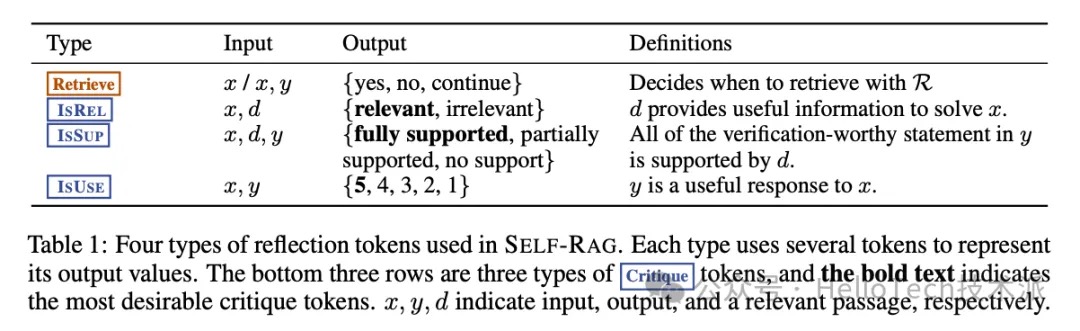 Type Input Output Definitions
Retrieve x / x, y {yes, no, continue} Decides when to retrieve with R
ISREL x, d {relevant, irrelevant} d provides useful information to solve x.
ISSUP x, d, y {fully supported, partially All of the verification-worthy statement in y
supported, no support} is supported by d.
ISUSE x, y {5, 4, 3, 2, 1} y is a useful response to x.
Table 1: Four types of reflection tokens used in SELF-RAG. Each type uses several tokens to represent
its output values. The bottom three rows are three types of Critique tokens, and the bold text indicates
the most desirable critique tokens. x, y, d indicate input, output, and a relevant passage, respectively.
公众号 · HelloTech技术派